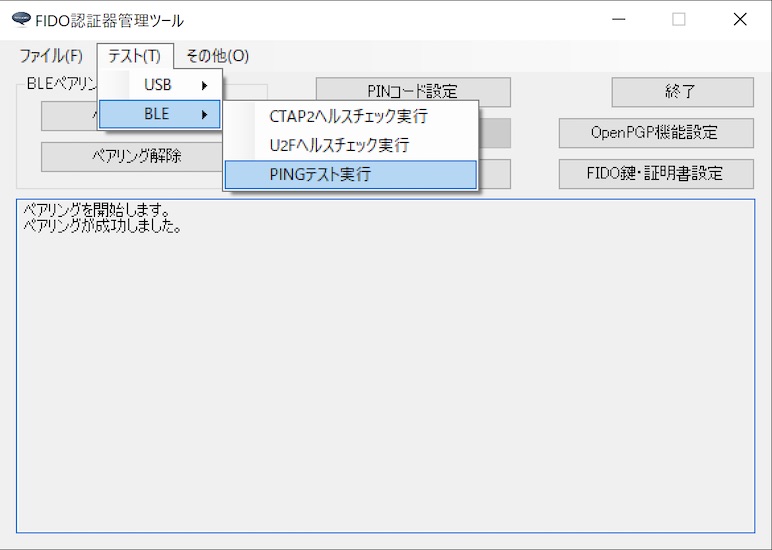 FIDO認証器管理ツール
ファイル(F) テスト(T) その他(O)
BLEペアリン
USB
BLE
CTAP2ヘルスチェック実行
U2Fヘルスチェック実行
PINGテスト実行
PINコード設定
終了
OpenPGP機能設定
ペアリング解除
FIDO鍵・証明書設定
ペアリングを開始します。
ペアリングが成功しました。